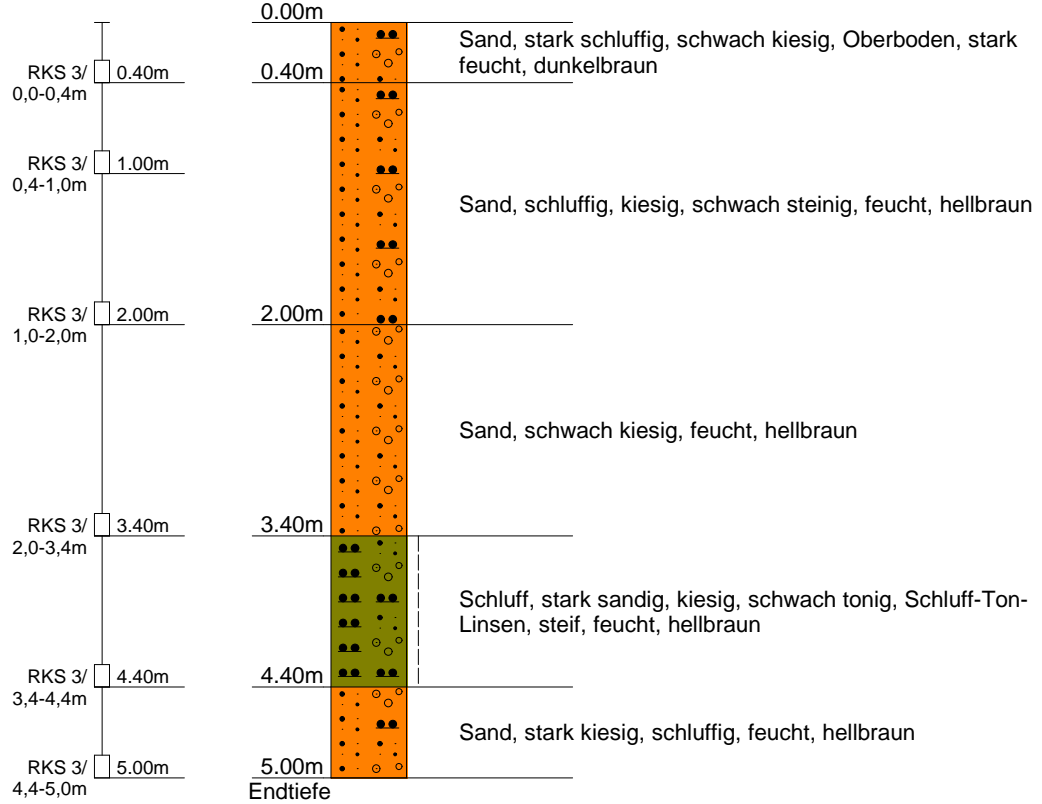 0.00m
Sand, stark schluffig, schwach kiesig, Oberboden, stark
feucht, dunkelbraun
RKS 3/
0,0-0,4m
0.40m
0.40m
RKS 3/
0,4-1,0m
1.00m
Sand, schluffig, kiesig, schwach steinig, feucht, hellbraun
RKS 3/
1,0-2,0m
2.00m
2.00m
Sand, schwach kiesig, feucht, hellbraun
RKS 3/
2,0-3,4m
3.40m
3.40m
Schluff, stark sandig, kiesig, schwach tonig, Schluff-Ton-
Linsen, steif, feucht, hellbraun
RKS 3/
3,4-4,4m
4.40m
4.40m
Sand, stark kiesig, schluffig, feucht, hellbraun
RKS 3/
4,4-5,0m
5.00m
5.00m
Endtiefe